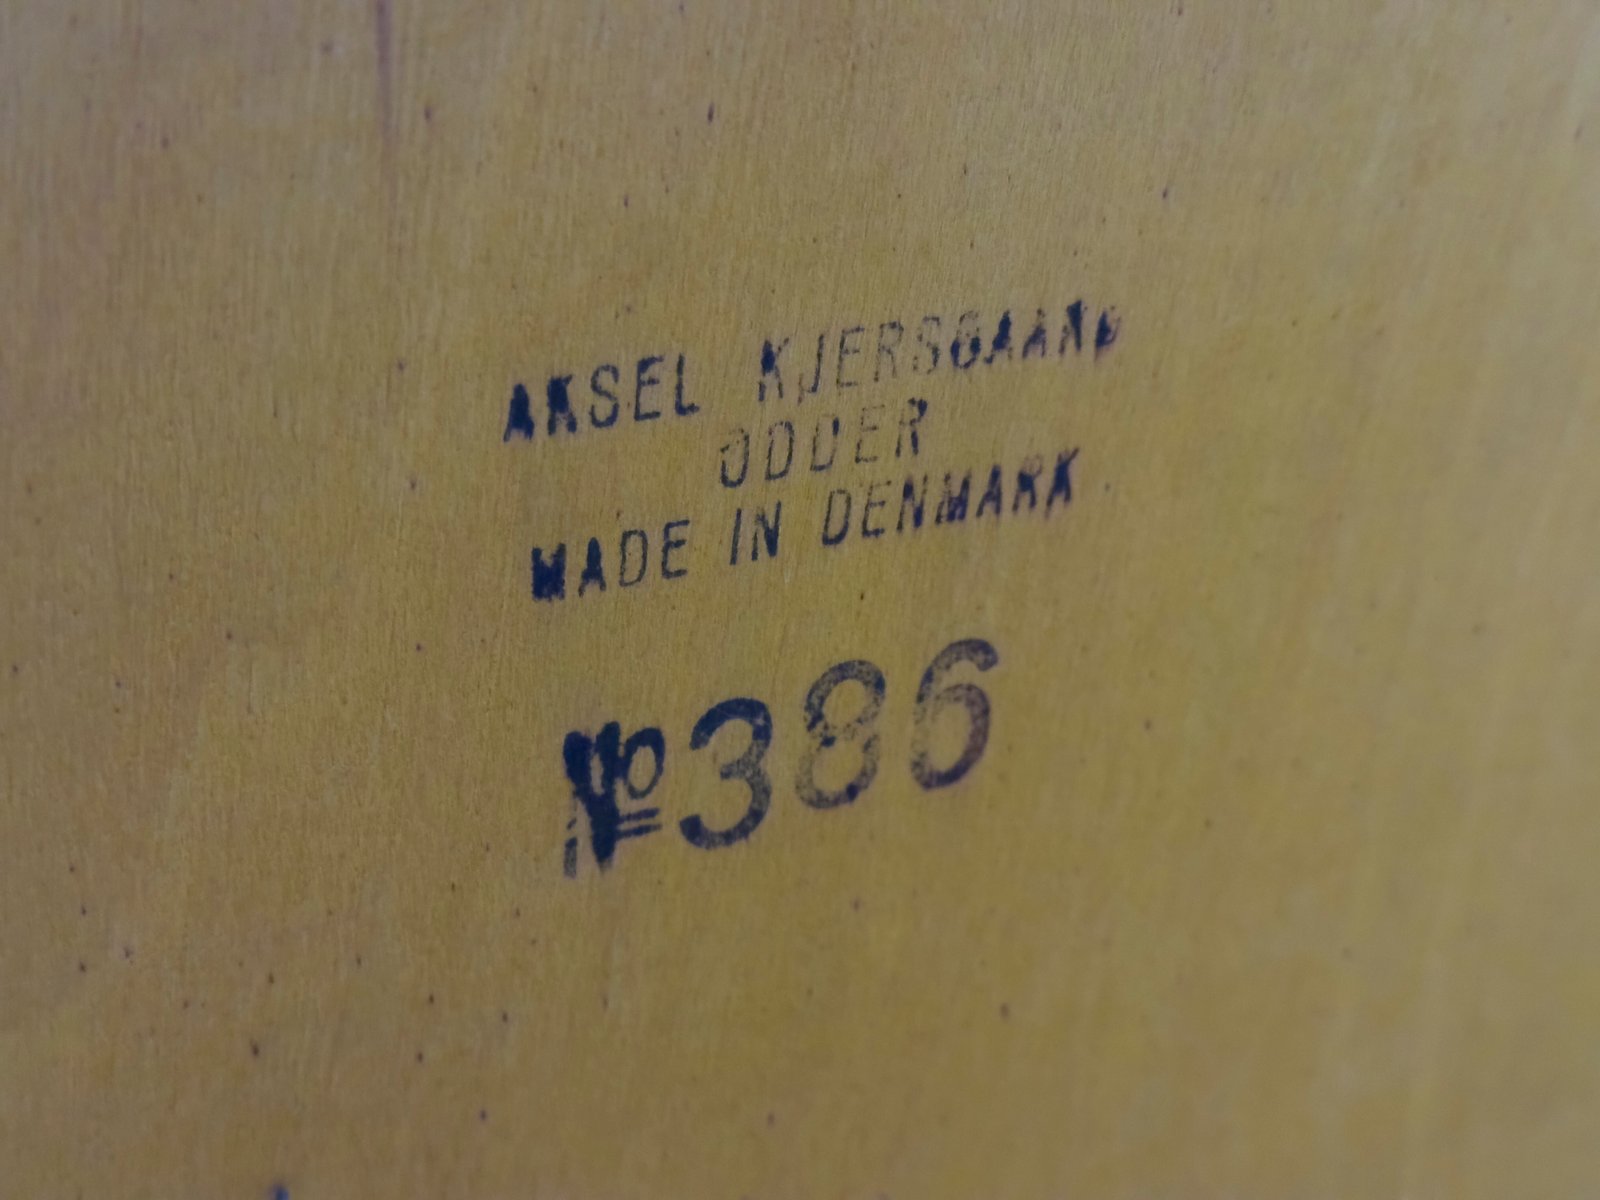 AKSEL KJERSGAARD
ODDER
MADE IN DENMARK
№386